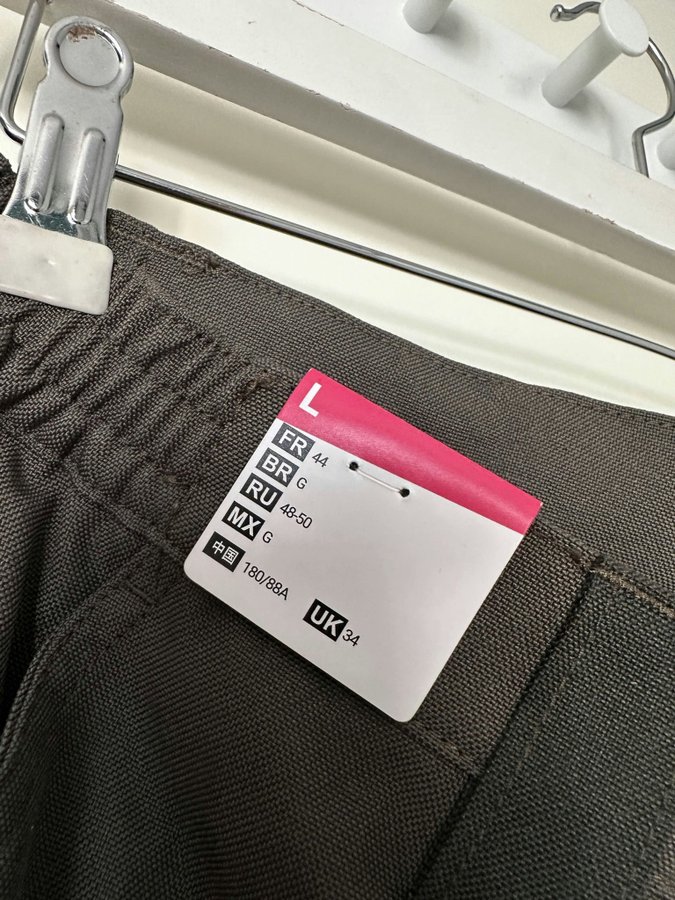 L
FR 44
BR G
RU 48-50
MX G
中国 180/88A
UK 34